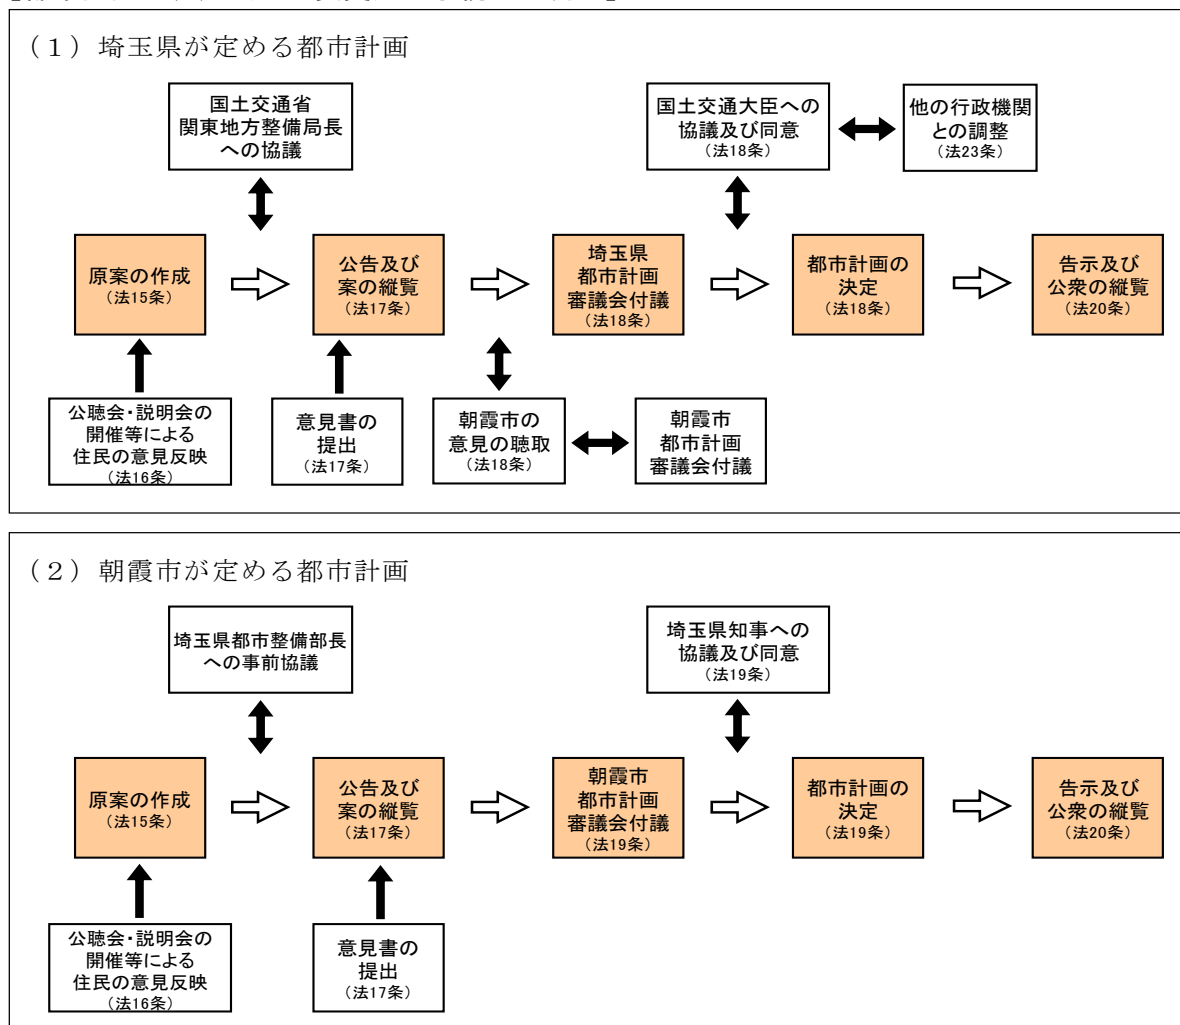 （１）埼玉県が定める都市計画
国土交通省
関東地方整備局長
への協議
国土交通大臣への
協議及び同意
（法18条）
他の行政機関
との調整
（法23条）
原案の作成
（法15条）
公告及び
案の縦覧
（法17条）
埼玉県
都市計画
審議会付議
（法18条）
都市計画の
決定
（法18条）
告示及び
公衆の縦覧
（法20条）
公聴会・説明会の
開催等による
住民の意見反映
（法16条）
意見書の
提出
（法17条）
朝霞市の
意見の聴取
（法18条）
朝霞市
都市計画
審議会付議
（２）朝霞市が定める都市計画
埼玉県都市整備部長
への事前協議
埼玉県知事への
協議及び同意
（法19条）
原案の作成
（法15条）
公告及び
案の縦覧
（法17条）
朝霞市
都市計画
審議会付議
（法19条）
都市計画の
決定
（法19条）
告示及び
公衆の縦覧
（法20条）
公聴会・説明会の
開催等による
住民の意見反映
（法16条）
意見書の
提出
（法17条）